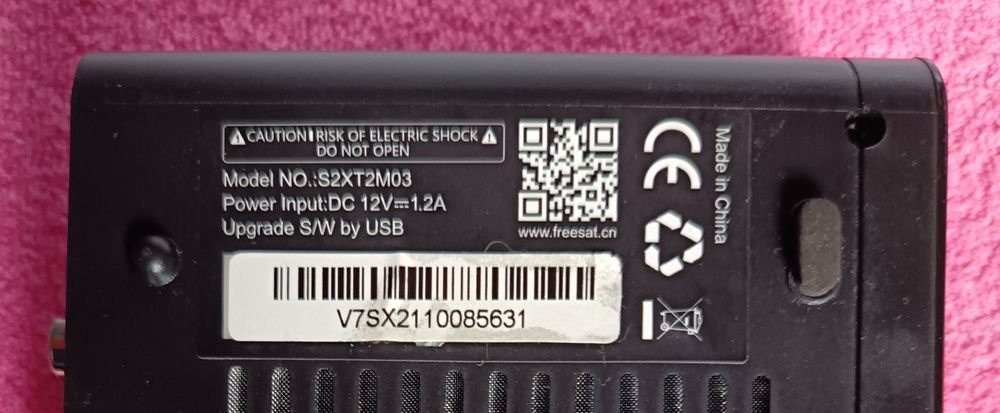 CAUTION RISK OF ELECTRIC SHOCK
DO NOT OPEN
Model NO.:S2XT2M03
Power Input:DC 12V⎓1.2A
Upgrade S/W by USB
www.freesat.cn
CE
Made in China
V7SX2110085631